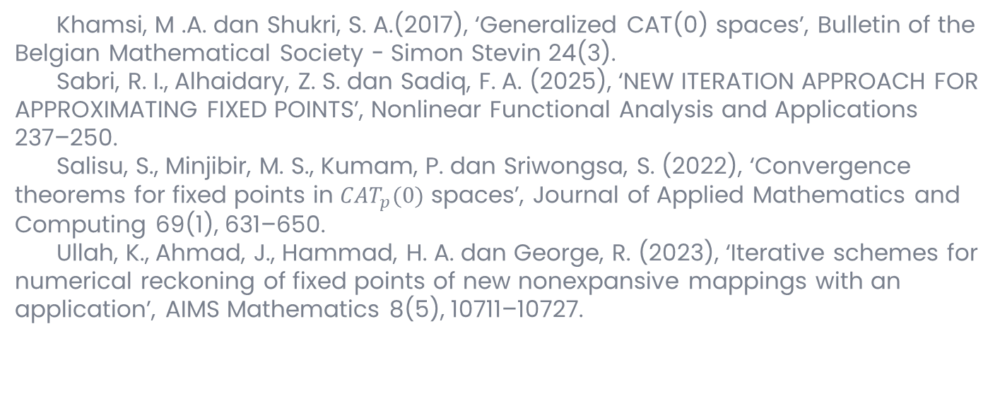 Khamsi, M .A. dan Shukri, S. A.(2017), ‘Generalized CAT(0) spaces’, Bulletin of the
Belgian Mathematical Society - Simon Stevin 24(3).
Sabri, R. I., Alhaidary, Z. S. dan Sadiq, F. A. (2025), ‘NEW ITERATION APPROACH FOR
APPROXIMATING FIXED POINTS’, Nonlinear Functional Analysis and Applications
237–250.
Salisu, S., Minjibir, M. S., Kumam, P. dan Sriwongsa, S. (2022), ‘Convergence
theorems for fixed points in 𝐶𝐴𝑇ₚ(0) spaces’, Journal of Applied Mathematics and
Computing 69(1), 631–650.
Ullah, K., Ahmad, J., Hammad, H. A. dan George, R. (2023), ‘Iterative schemes for
numerical reckoning of fixed points of new nonexpansive mappings with an
application’, AIMS Mathematics 8(5), 10711–10727.